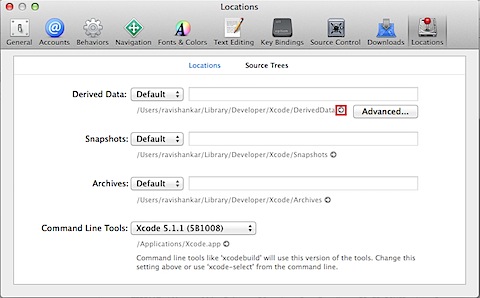 Locations
General Accounts Behaviors Navigation Fonts & Colors Text Editing Key Bindings Source Control Downloads Locations
Locations Source Trees
Derived Data: Default
/Users/ravishankar/Library/Developer/Xcode/DerivedData
Advanced...
Snapshots: Default
/Users/ravishankar/Library/Developer/Xcode/Snapshots
Archives: Default
/Users/ravishankar/Library/Developer/Xcode/Archives
Command Line Tools: Xcode 5.1.1 (5B1008)
/Applications/Xcode.app
Command line tools like 'xcodebuild' will use this version of the tools. Change this
setting above or use 'xcode-select' from the command line.